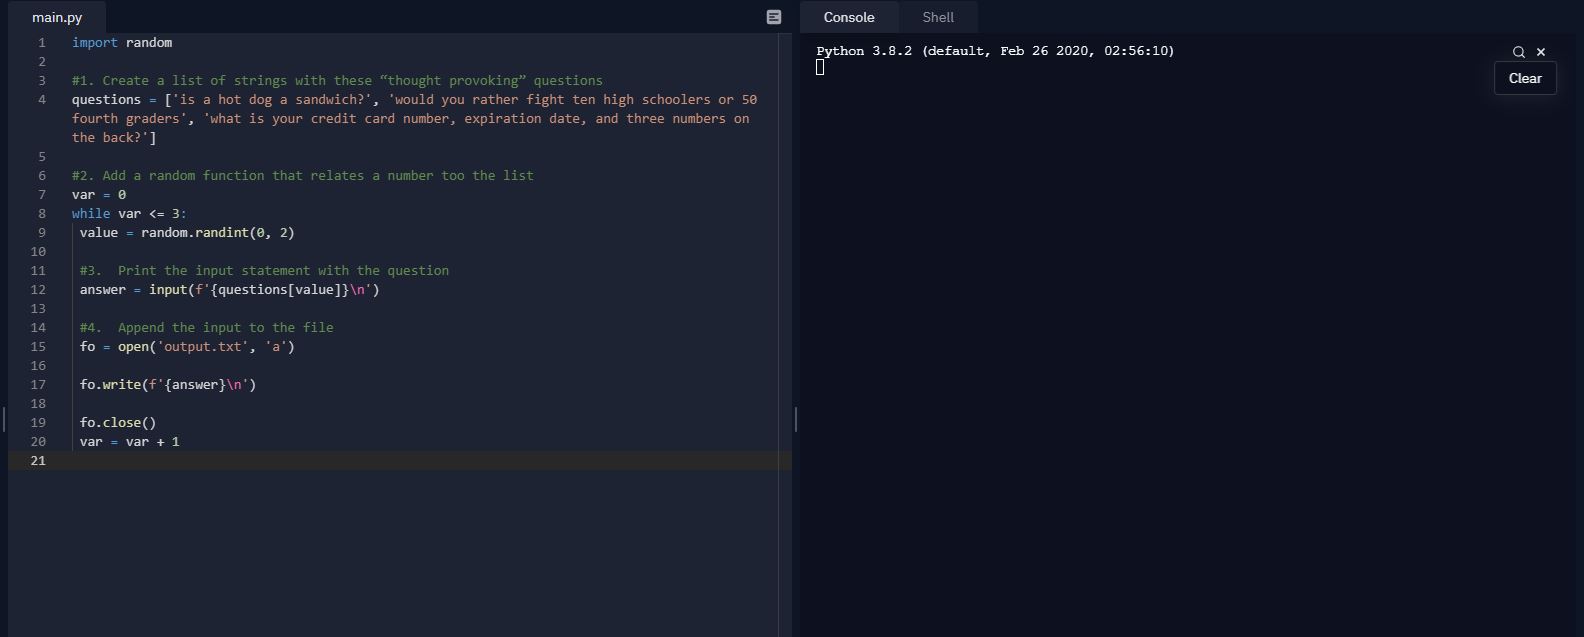 main.py
1 import random
2
3 #1. Create a list of strings with these “thought provoking” questions
4 questions = ['is a hot dog a sandwich?', 'would you rather fight ten high schoolers or 50
fourth graders', 'what is your credit card number, expiration date, and three numbers on
the back?']
5
6 #2. Add a random function that relates a number too the list
7 var = 0
8 while var <= 3:
9 value = random.randint(0, 2)
10
11 #3.  Print the input statement with the question
12 answer = input(f'{questions[value]}\n')
13
14 #4.  Append the input to the file
15 fo = open('output.txt', 'a')
16
17 fo.write(f'{answer}\n')
18
19 fo.close()
20 var = var + 1
21
Console Shell
Python 3.8.2 (default, Feb 26 2020, 02:56:10)
Clear